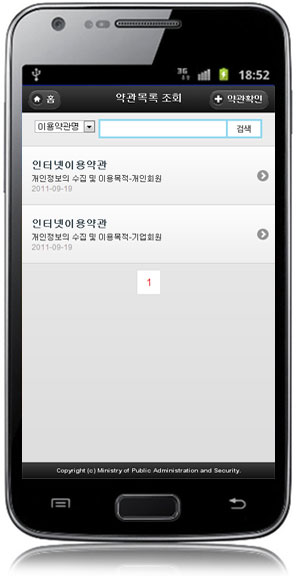 3G 18:52
홈 약관목록 조회 약관확인
이용약관명 검색
인터넷이용약관
개인정보의 수집 및 이용목적-개인회원
2011-09-19
인터넷이용약관
개인정보의 수집 및 이용목적-기업회원
2011-09-19
1
Copyright (c) Ministry of Public Administration and Security.